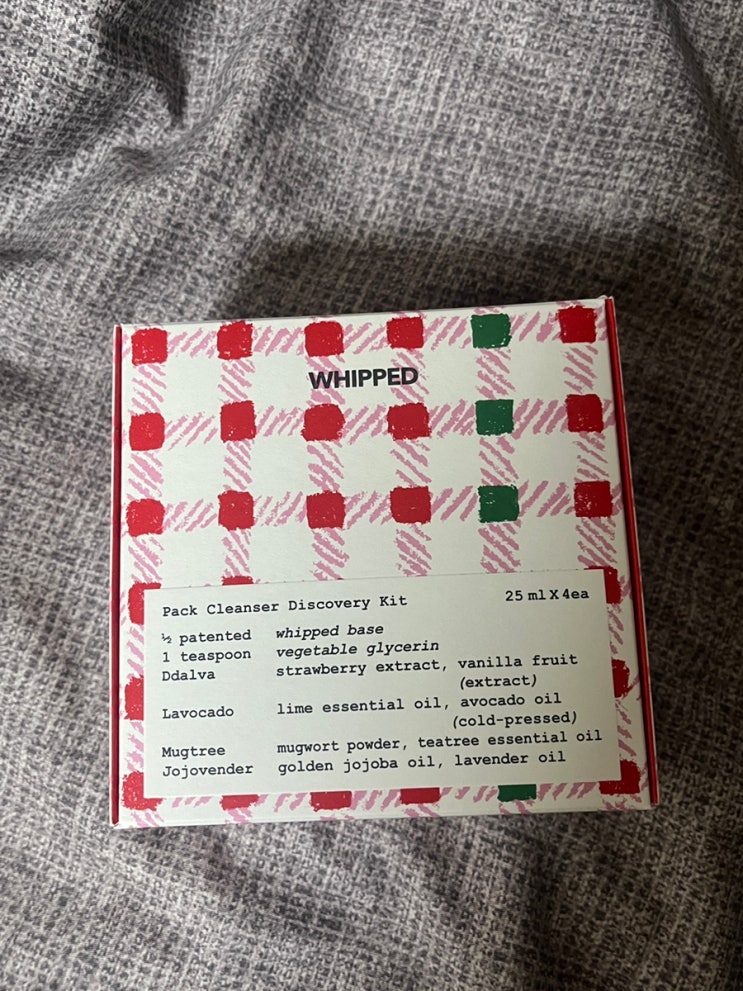 WHIPPED
Pack Cleanser Discovery Kit 25 ml X 4ea
½ patented whipped base
1 teaspoon vegetable glycerin
Ddalva strawberry extract, vanilla fruit
(extract)
Lavocado lime essential oil, avocado oil
(cold-pressed)
Mugtree mugwort powder, teatree essential oil
Jojovender golden jojoba oil, lavender oil